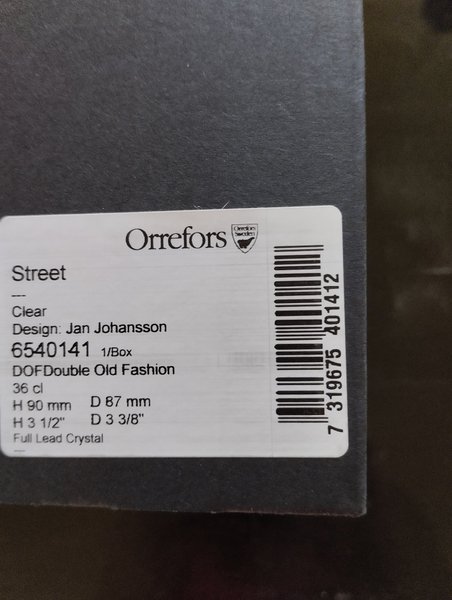 Orrefors
Orrefors
Sweden
Street
---
Clear
Design: Jan Johansson
6540141 1/Box
DOFDouble Old Fashion
36 cl
H 90 mm D 87 mm
H 3 1/2" D 3 3/8"
Full Lead Crystal
---
7 319675 401412